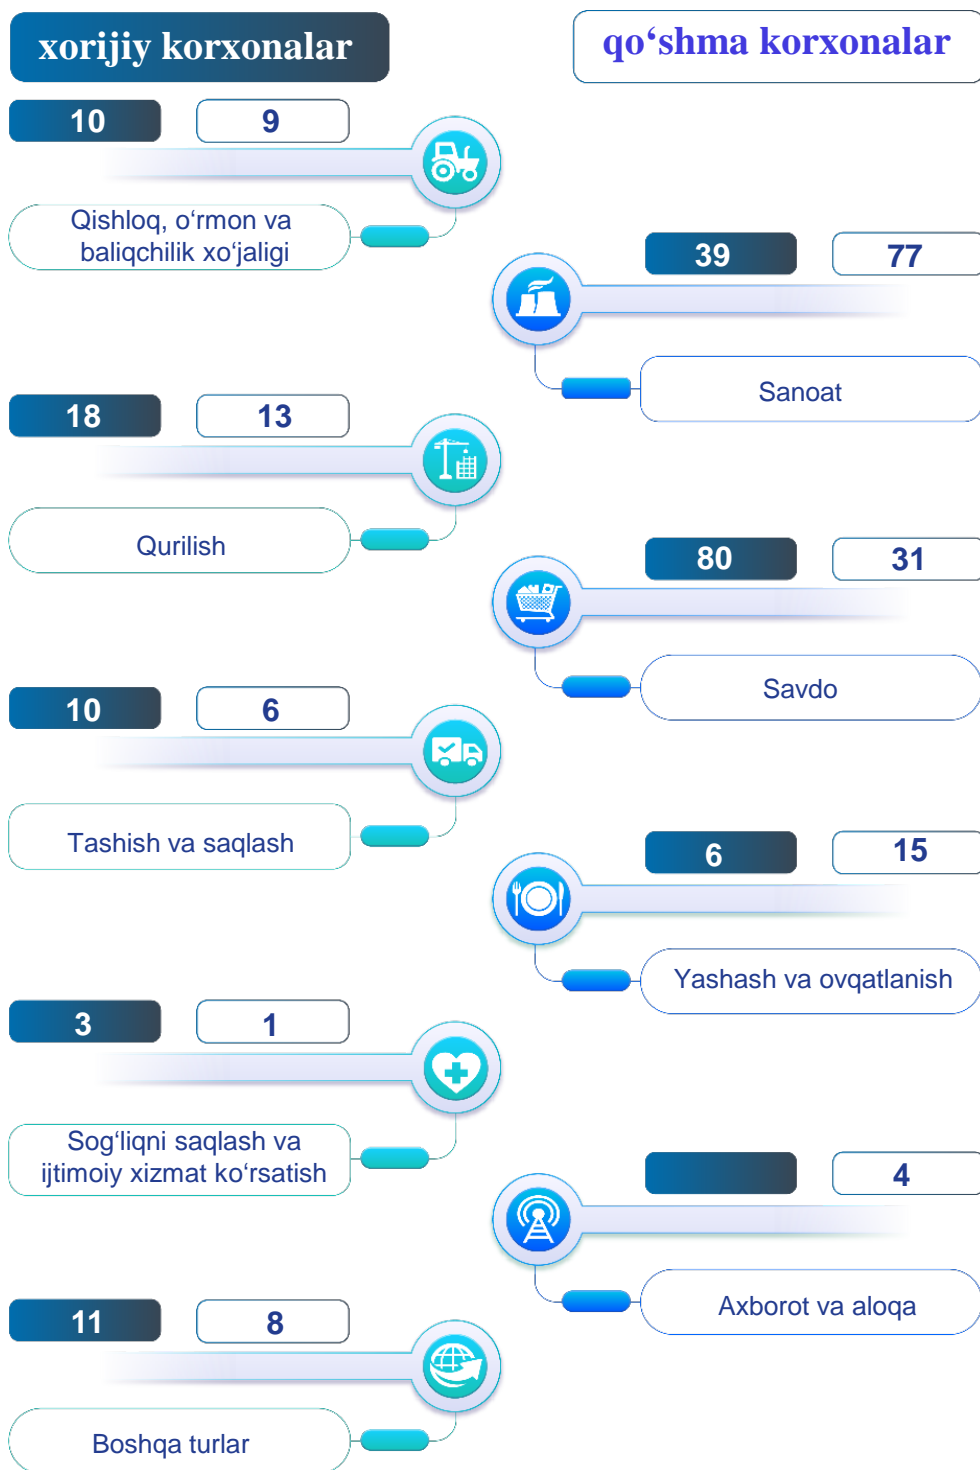 xorijiy korxonalar
qo‘shma korxonalar
10
9
Qishloq, o‘rmon va
baliqchilik xo‘jaligi
39
77
Sanoat
18
13
Qurilish
80
31
Savdo
10
6
Tashish va saqlash
6
15
Yashash va ovqatlanish
3
1
Sog‘liqni saqlash va
ijtimoiy xizmat ko‘rsatish
4
Axborot va aloqa
11
8
Boshqa turlar